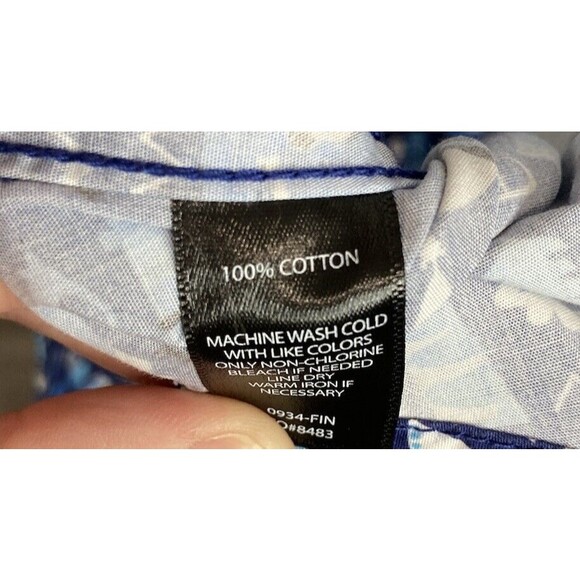 100% COTTON
MACHINE WASH COLD
WITH LIKE COLORS
ONLY NON-CHLORINE
BLEACH IF NEEDED
LINE DRY
WARM IRON IF
NECESSARY
0934-FIN
O#8483